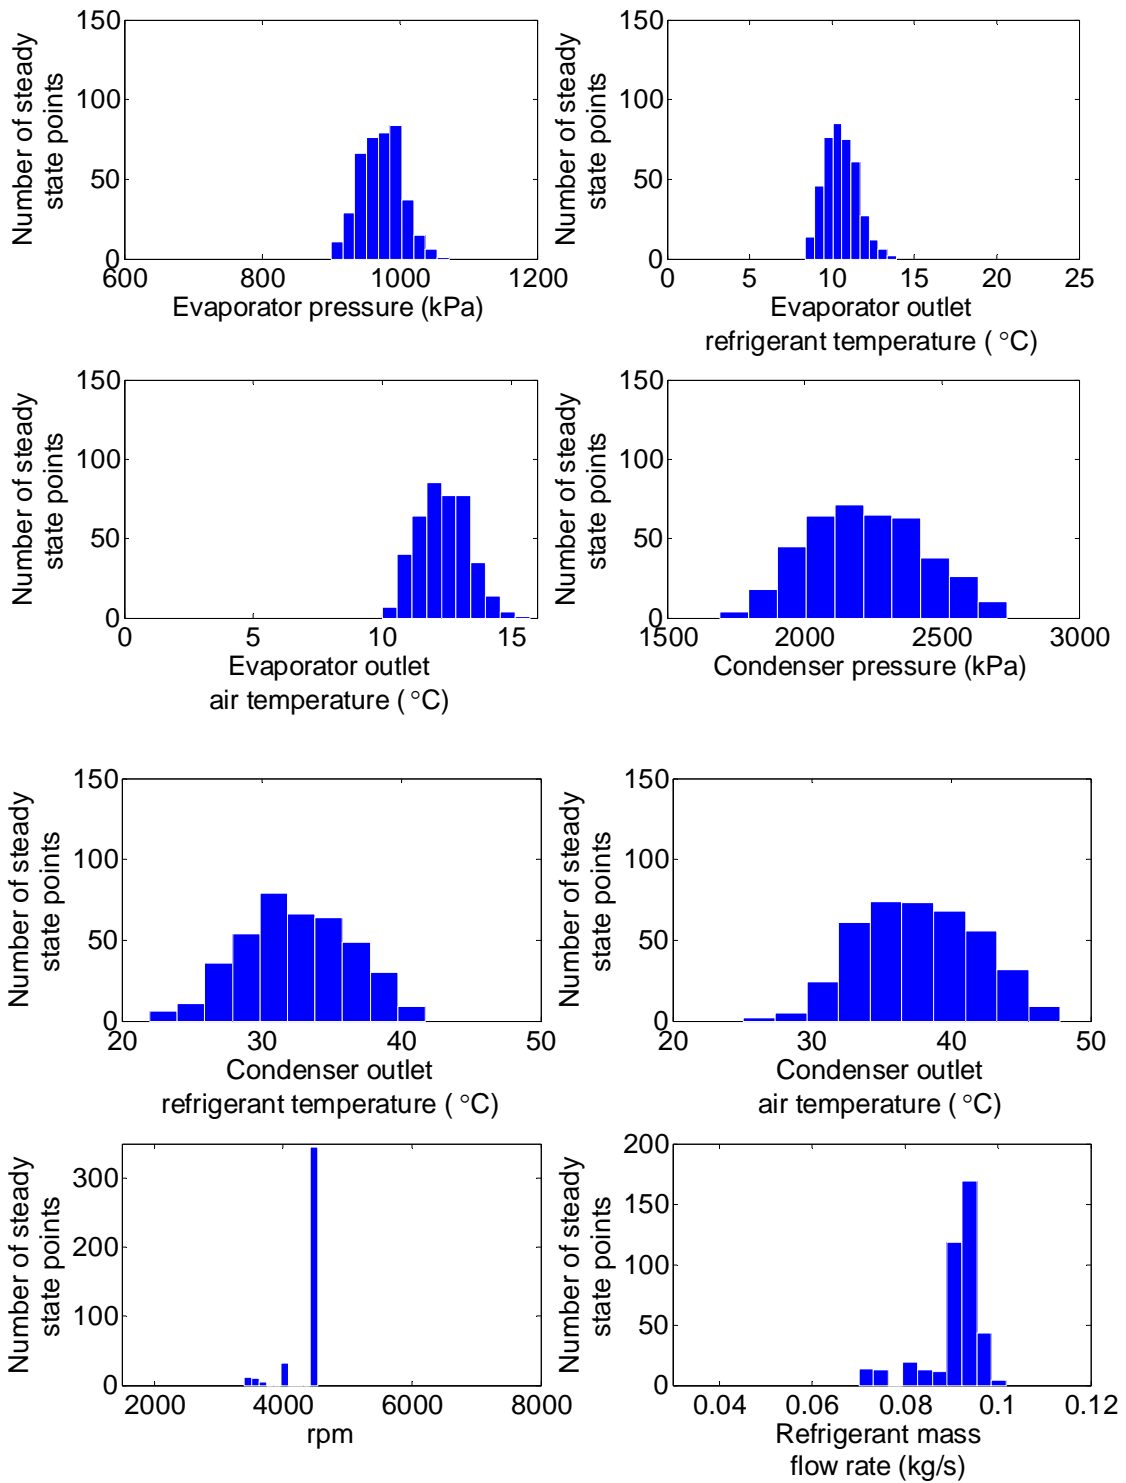 150
100
50
0
600
800
1000
1200
Number of steady
state points
Evaporator pressure (kPa)
150
100
50
0
0
5
10
15
20
25
Number of steady
state points
Evaporator outlet
refrigerant temperature ( °C)
150
100
50
0
0
5
10
15
Number of steady
state points
Evaporator outlet
air temperature ( °C)
150
100
50
0
1500
2000
2500
3000
Number of steady
state points
Condenser pressure (kPa)
150
100
50
0
20
30
40
50
Number of steady
state points
Condenser outlet
refrigerant temperature ( °C)
150
100
50
0
20
30
40
50
Number of steady
state points
Condenser outlet
air temperature ( °C)
300
200
100
0
2000
4000
6000
8000
Number of steady
state points
rpm
200
150
100
50
0
0.04
0.06
0.08
0.1
0.12
Number of steady
state points
Refrigerant mass
flow rate (kg/s)